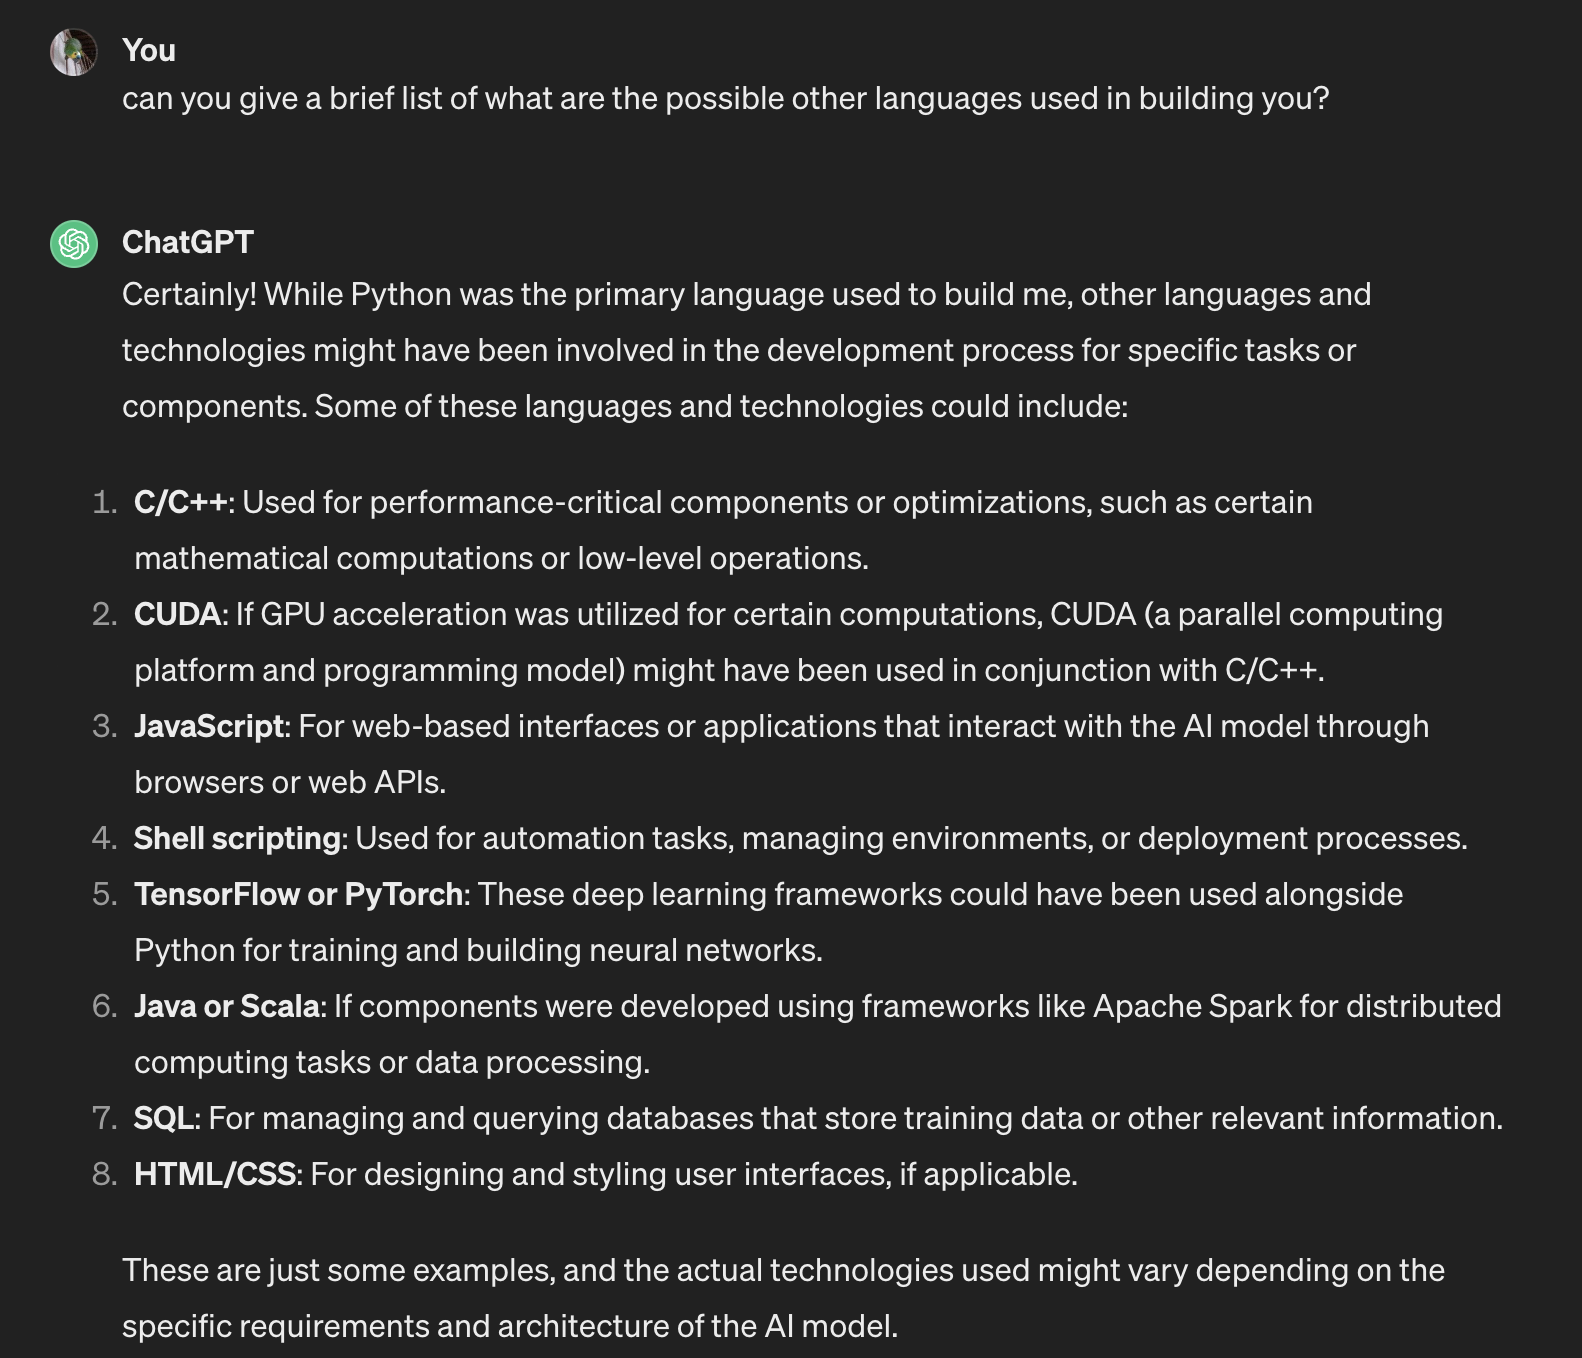 You
can you give a brief list of what are the possible other languages used in building you?
ChatGPT
Certainly! While Python was the primary language used to build me, other languages and
technologies might have been involved in the development process for specific tasks or
components. Some of these languages and technologies could include:
1. C/C++: Used for performance-critical components or optimizations, such as certain
mathematical computations or low-level operations.
2. CUDA: If GPU acceleration was utilized for certain computations, CUDA (a parallel computing
platform and programming model) might have been used in conjunction with C/C++.
3. JavaScript: For web-based interfaces or applications that interact with the AI model through
browsers or web APIs.
4. Shell scripting: Used for automation tasks, managing environments, or deployment processes.
5. TensorFlow or PyTorch: These deep learning frameworks could have been used alongside
Python for training and building neural networks.
6. Java or Scala: If components were developed using frameworks like Apache Spark for distributed
computing tasks or data processing.
7. SQL: For managing and querying databases that store training data or other relevant information.
8. HTML/CSS: For designing and styling user interfaces, if applicable.
These are just some examples, and the actual technologies used might vary depending on the
specific requirements and architecture of the AI model.